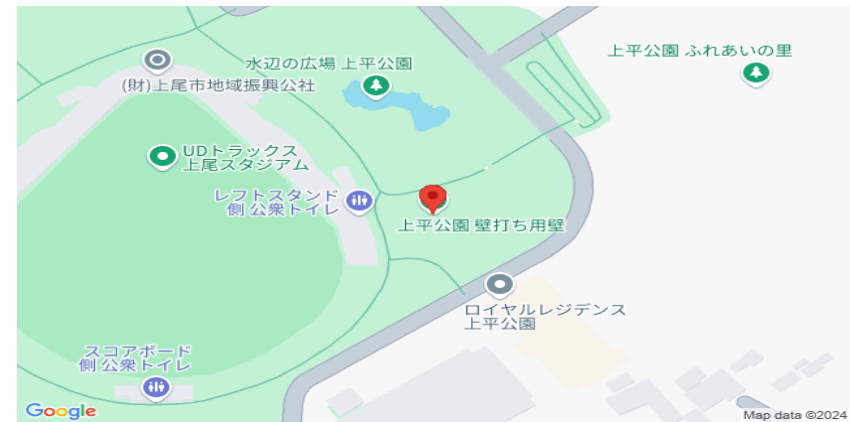 水辺の広場 上平公園
上平公園 ふれあいの里
(財)上尾市地域振興公社
UDトラックス
上尾スタジアム
レフトスタンド
側 公衆トイレ
上平公園 壁打ち用壁
ロイヤルレジデンス
上平公園
スコアボード
側 公衆トイレ
Google
Map data ©2024